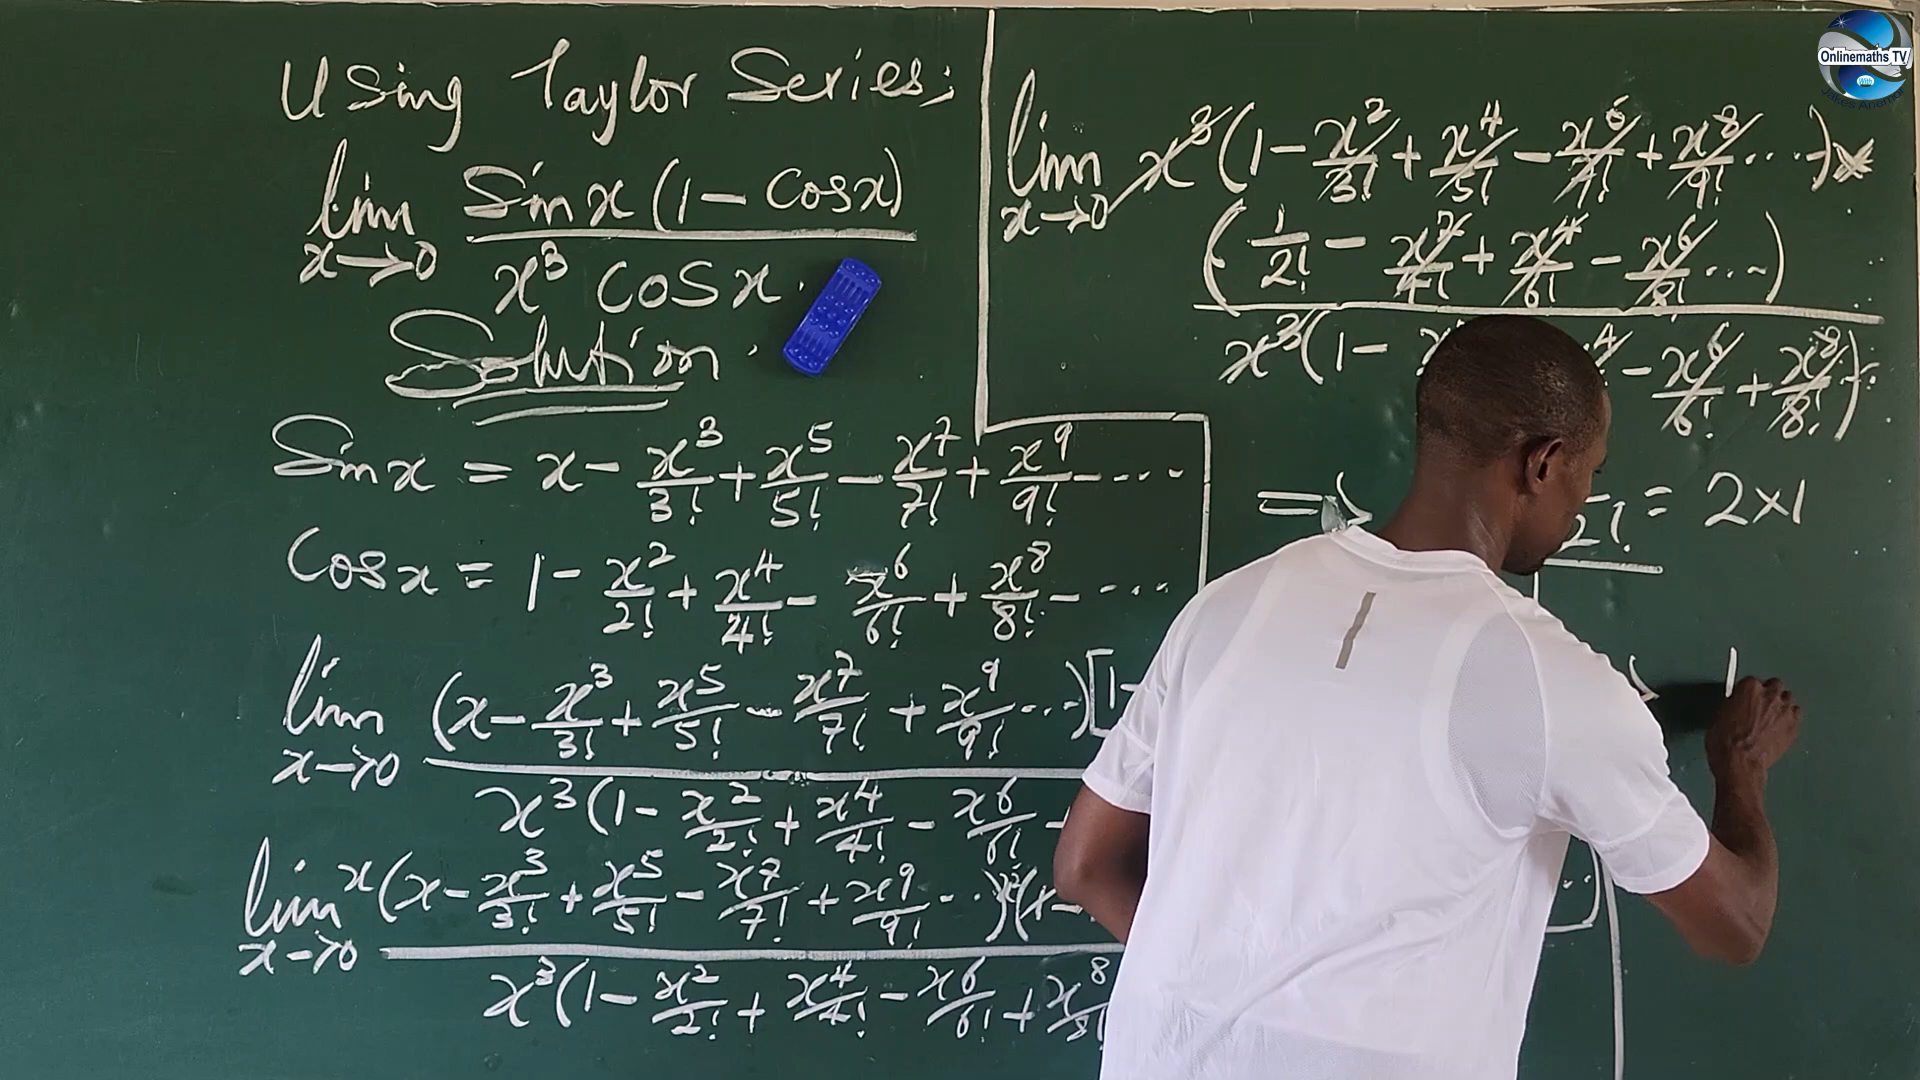 Using Taylor Series;
lim x→0 Sinx(1 - Cosx) / x³ Cosx.
Solution.
Sinx = x - x³/3! + x⁵/5! - x⁷/7! + x⁹/9! - ....
Cosx = 1 - x²/2! + x⁴/4! - x⁶/6! + x⁸/8! - ....
lim x→0 (x - x³/3! + x⁵/5! - x⁷/7! + x⁹/9! ...)[1 -
x³(1 - x²/2! + x⁴/4! - x⁶/6!
lim x→0 x(x - x³/3! + x⁵/5! - x⁷/7! + x⁹/9! - ...)
x³(1 - x²/2! + x⁴/4! - x⁶/6! + x⁸/8!
lim x→0 x³(1 - x²/3! + x⁴/5! - x⁶/7! + x⁸/9! ....)x
(1/2! - x²/4! + x⁴/6! - x⁶/8! ....)
x³(1 - - x⁶/6! + x⁸/8!)..
=> 2! = 2x1
1
Onlinemaths TV
With